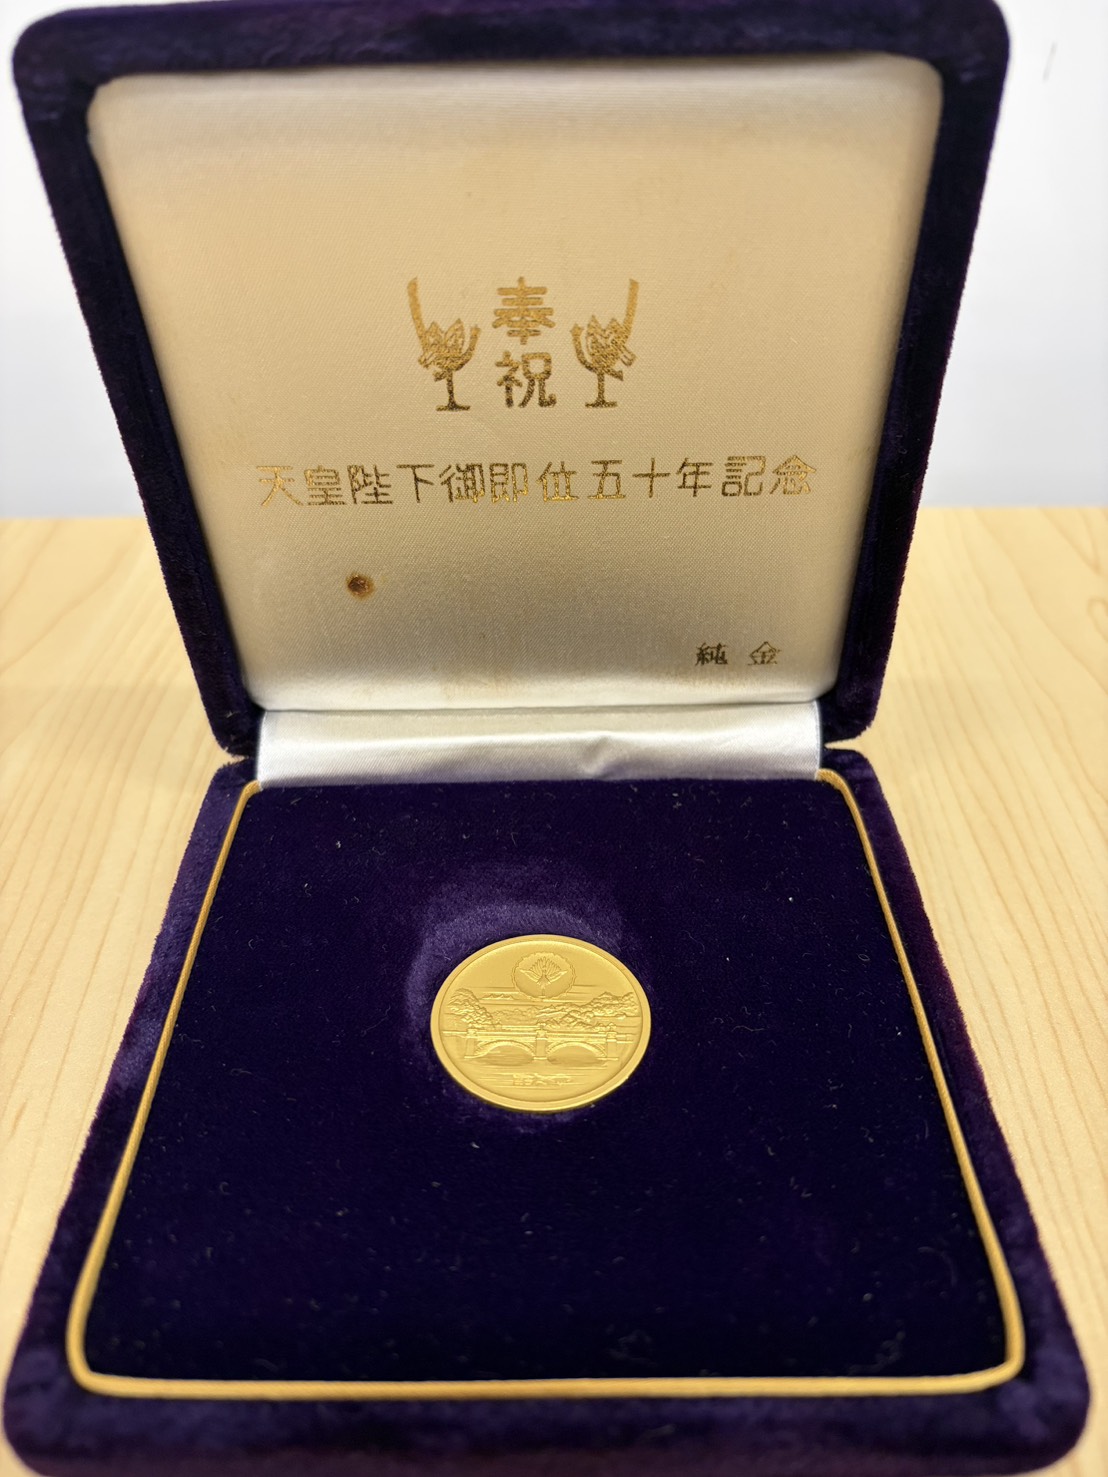 奉
祝
天皇陛下御即位五十年記念
純金